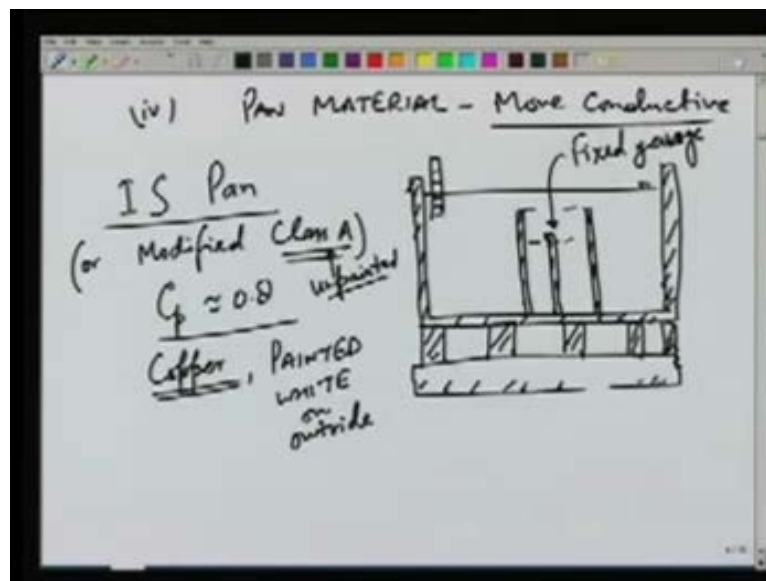 (iv) PAN MATERIAL - More Conductive
Fixed gauge
IS Pan
(or Modified Class A)
unpainted
Cp ≈ 0.8
Copper, PAINTED
WHITE
on
outside